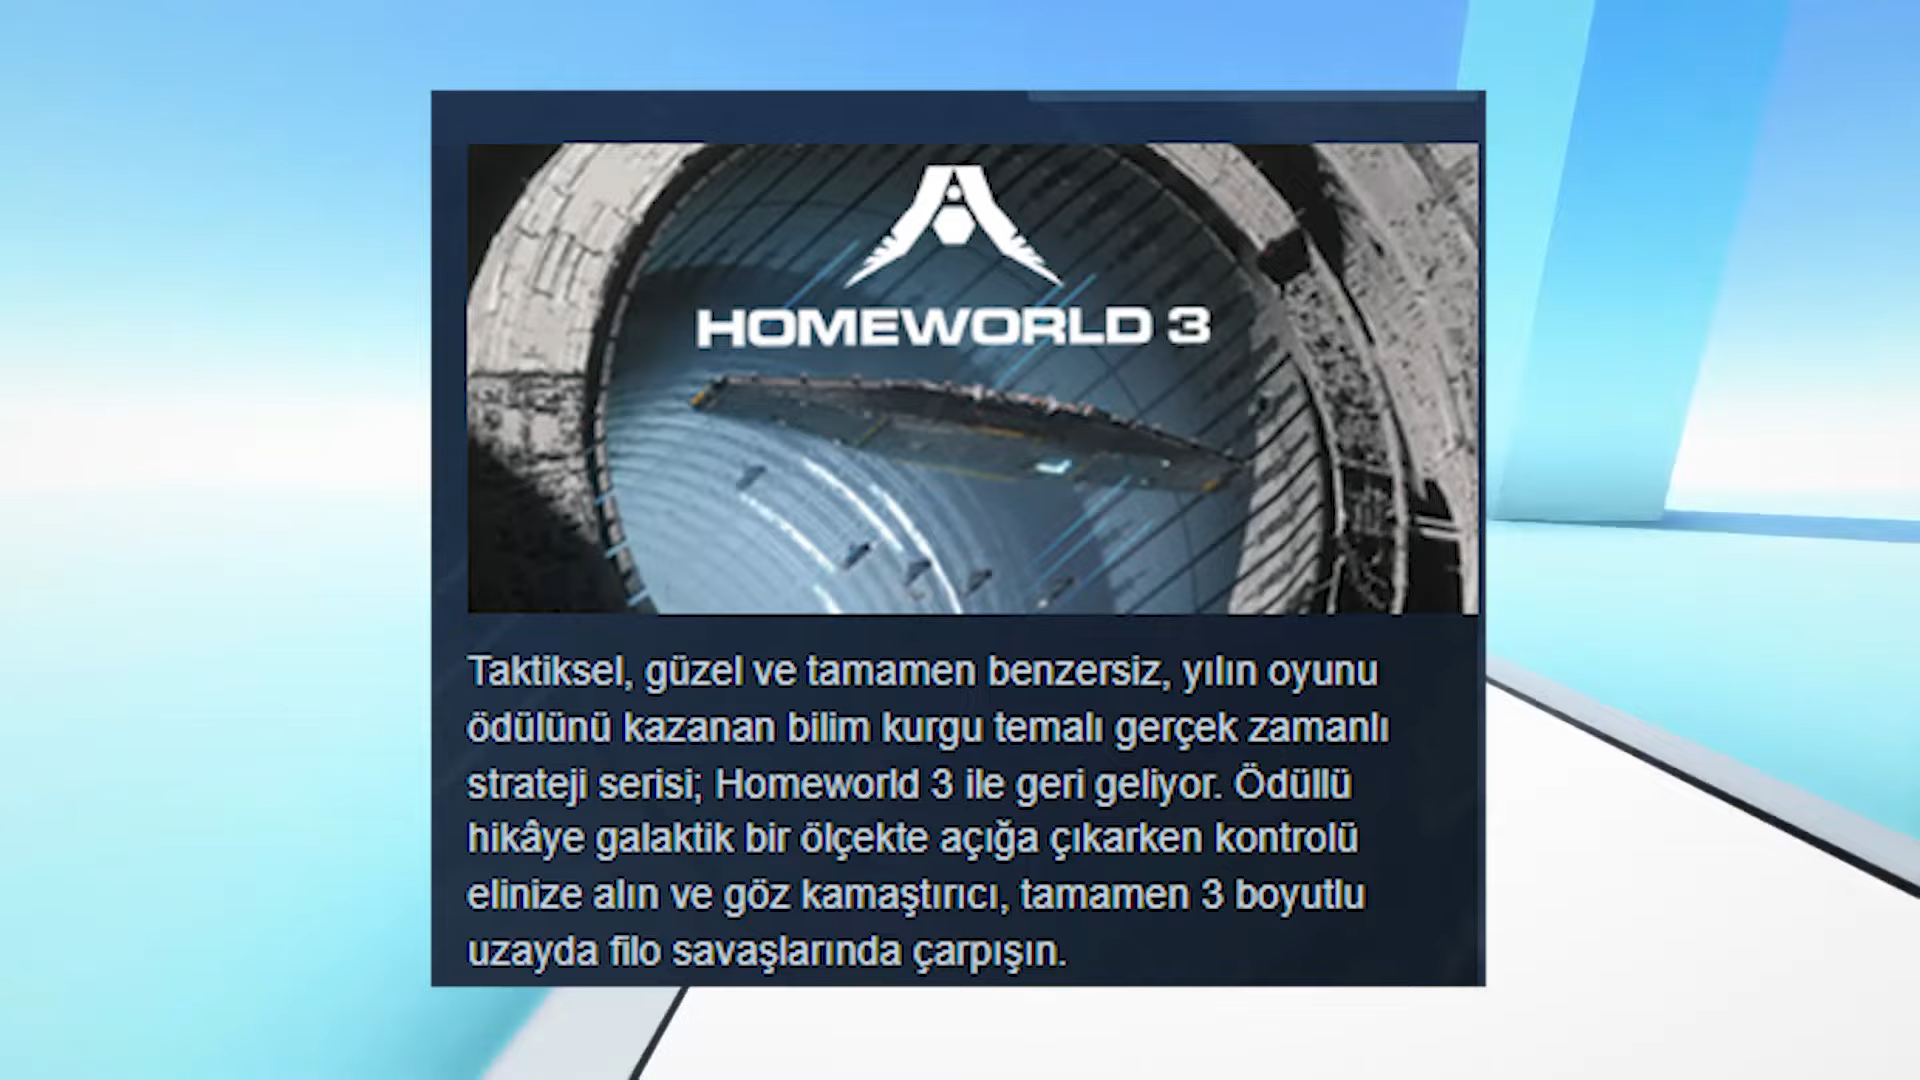 HOMEWORLD 3
Taktiksel, güzel ve tamamen benzersiz, yılın oyunu
ödülünü kazanan bilim kurgu temalı gerçek zamanlı
strateji serisi; Homeworld 3 ile geri geliyor. Ödüllü
hikâye galaktik bir ölçekte açığa çıkarken kontrolü
elinize alın ve göz kamaştırıcı, tamamen 3 boyutlu
uzayda filo savaşlarında çarpışın.